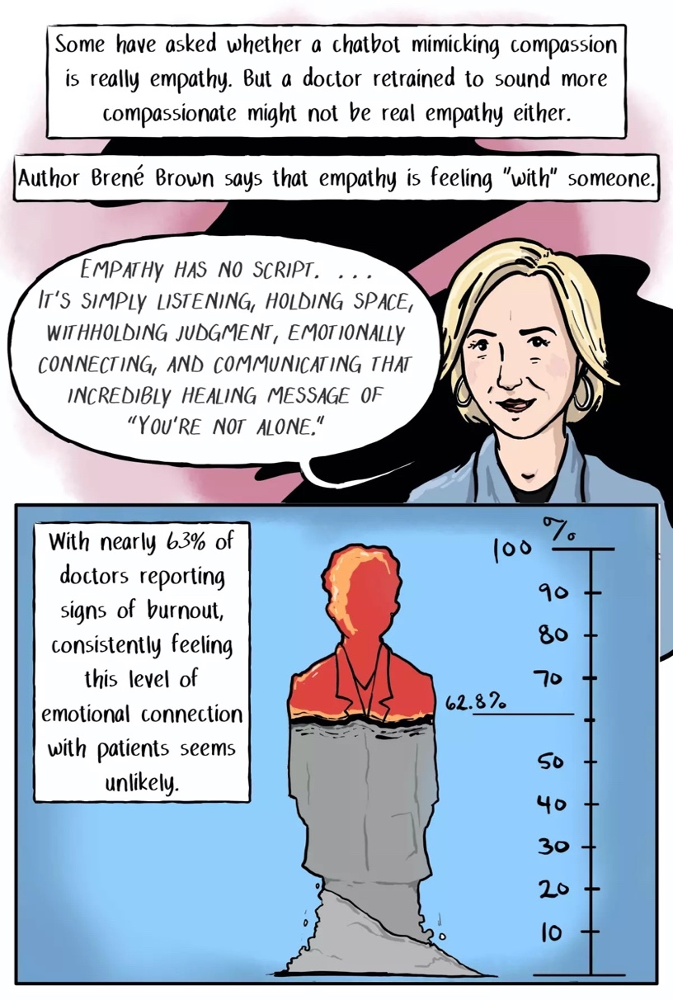 Some have asked whether a chatbot mimicking compassion
is really empathy. But a doctor retrained to sound more
compassionate might not be real empathy either.
Author Brené Brown says that empathy is feeling "with" someone.
EMPATHY HAS NO SCRIPT. . . .
IT'S SIMPLY LISTENING, HOLDING SPACE,
WITHHOLDING JUDGMENT, EMOTIONALLY
CONNECTING, AND COMMUNICATING THAT
INCREDIBLY HEALING MESSAGE OF
"YOU'RE NOT ALONE."
With nearly 63% of
doctors reporting
signs of burnout,
consistently feeling
this level of
emotional connection
with patients seems
unlikely.
%
100
90
80
70
62.8%
50
40
30
20
10